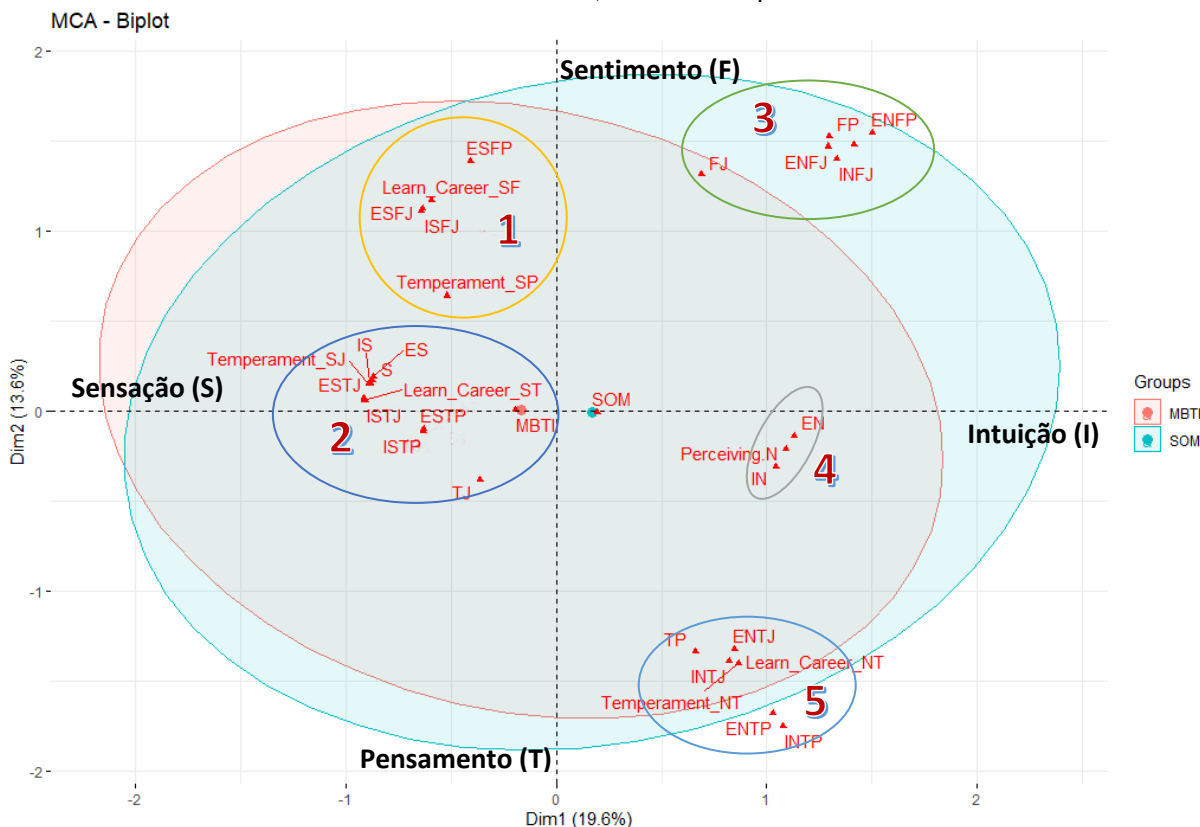 MCA - Biplot
Sentimento (F)
3
FP
ENFP
ENFJ
INFJ
FJ
ESFP
Learn_Career_SF
ESFJ
ISFJ
1
Temperament_SP
IS
ES
Temperament_SJ
S
ESTJ
Learn_Career_ST
Sensação (S)
ISTJ
ESTP
MBTI
SOM
2
ISTP
TJ
EN
Perceiving.N
IN
4
Intuição (I)
TP
ENTJ
INTJ
Learn_Career_NT
Temperament_NT
5
ENTP
INTP
Pensamento (T)
2
1
0
-1
-2
Dim2 (13.6%)
-2
-1
0
1
2
Dim1 (19.6%)
Groups
MBTI
SOM